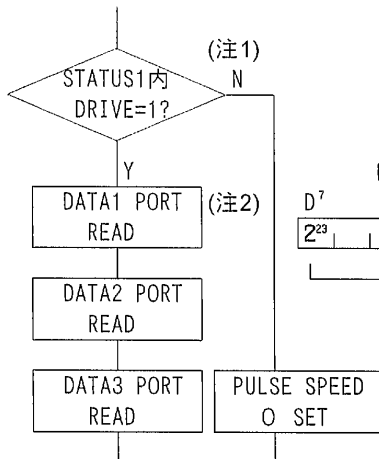 (注1)
STATUS1内
DRIVE=1?
N
Y
DATA1 PORT
READ
(注2)
D⁷
2²³
DATA2 PORT
READ
DATA3 PORT
READ
PULSE SPEED
O SET